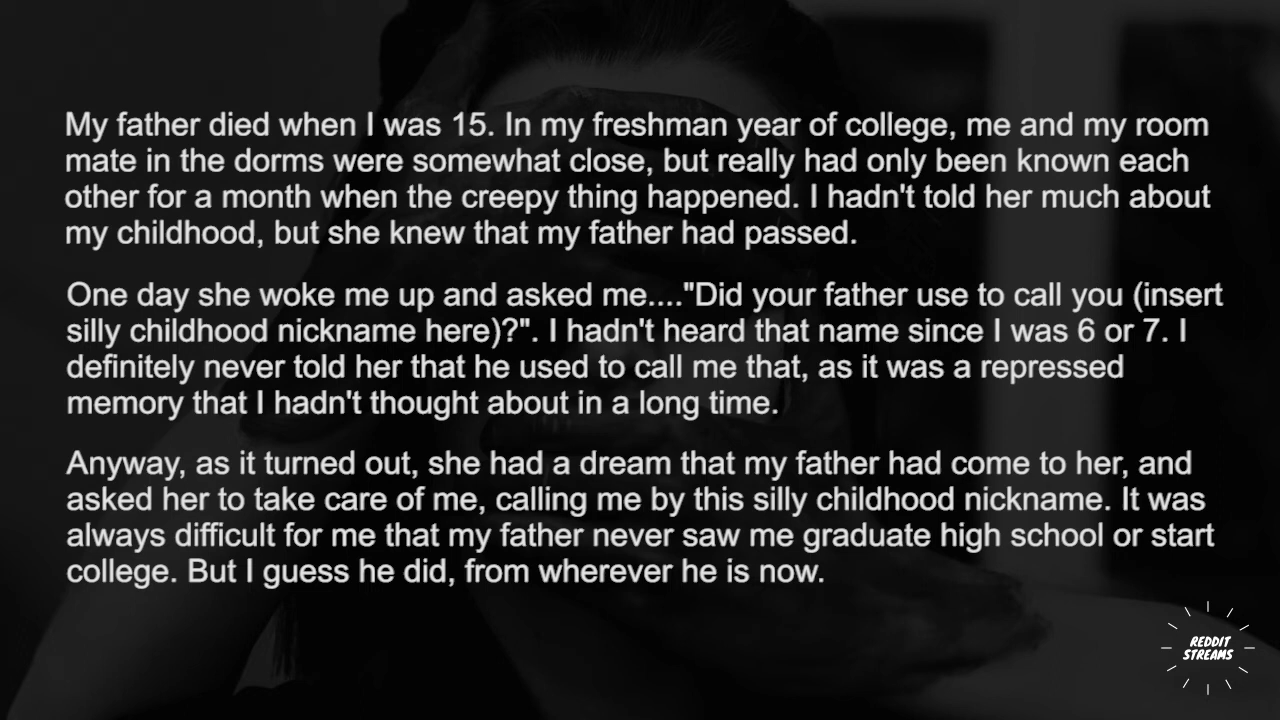 My father died when I was 15. In my freshman year of college, me and my room
mate in the dorms were somewhat close, but really had only been known each
other for a month when the creepy thing happened. I hadn't told her much about
my childhood, but she knew that my father had passed.
One day she woke me up and asked me...."Did your father use to call you (insert
silly childhood nickname here)?". I hadn't heard that name since I was 6 or 7. I
definitely never told her that he used to call me that, as it was a repressed
memory that I hadn't thought about in a long time.
Anyway, as it turned out, she had a dream that my father had come to her, and
asked her to take care of me, calling me by this silly childhood nickname. It was
always difficult for me that my father never saw me graduate high school or start
college. But I guess he did, from wherever he is now.
REDDIT
STREAMS